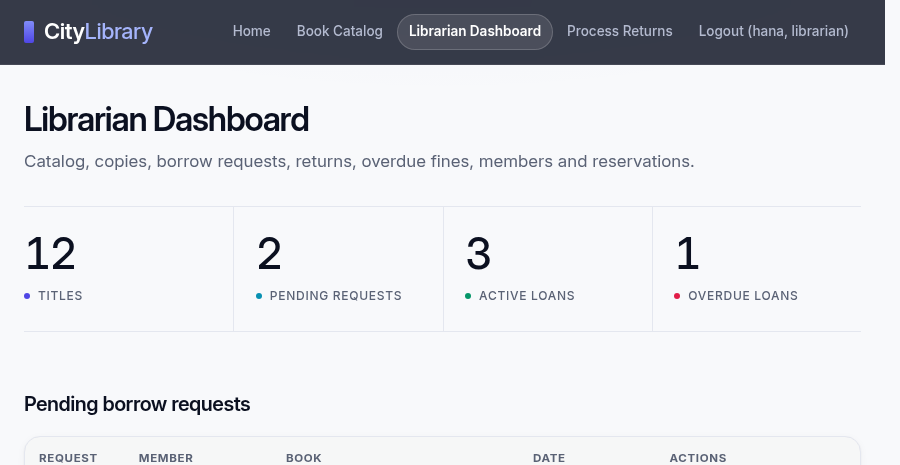 CityLibrary Home Book Catalog Librarian Dashboard Process Returns Logout (hana, librarian)
Librarian Dashboard
Catalog, copies, borrow requests, returns, overdue fines, members and reservations.
12 2 3 1
TITLES PENDING REQUESTS ACTIVE LOANS OVERDUE LOANS
Pending borrow requests
REQUEST MEMBER BOOK DATE ACTIONS